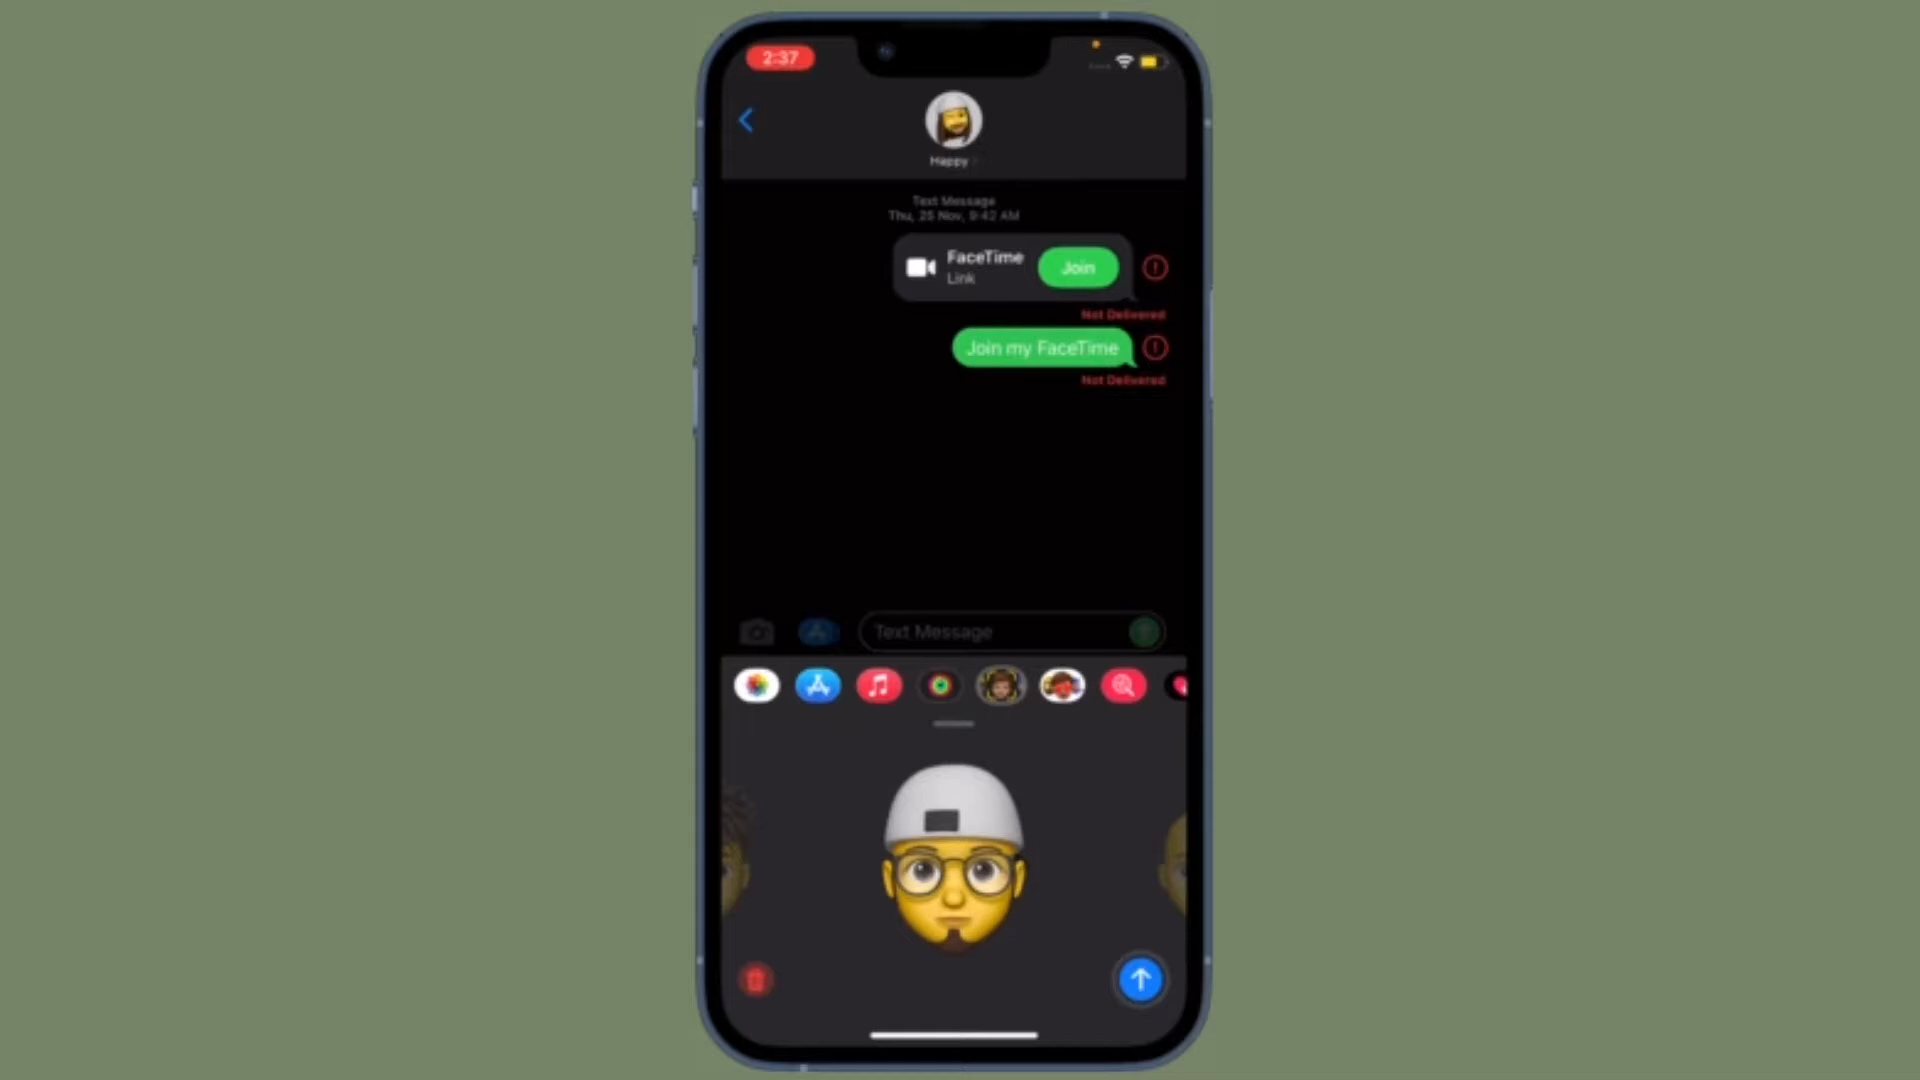 2:37
Happy
Text Message
Thu, 25 Nov, 9:42 AM
FaceTime
Link
Join
Not Delivered
Join my FaceTime
Not Delivered
Text Message